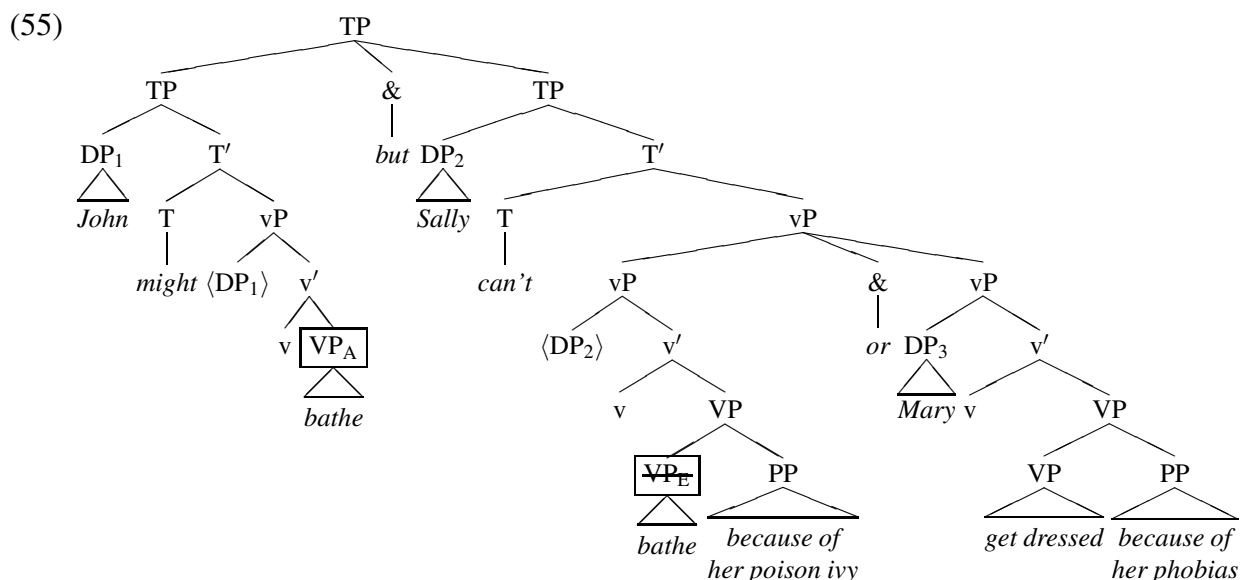 (55)
TP
TP & TP
DP₁ T′ but DP₂ T′
John T vP Sally T vP
might ⟨DP₁⟩ v′ can't vP & vP
v VP_A ⟨DP₂⟩ v′ or DP₃ v′
bathe v VP Mary v VP
VP_E PP VP PP
bathe because of get dressed because of
her poison ivy her phobias